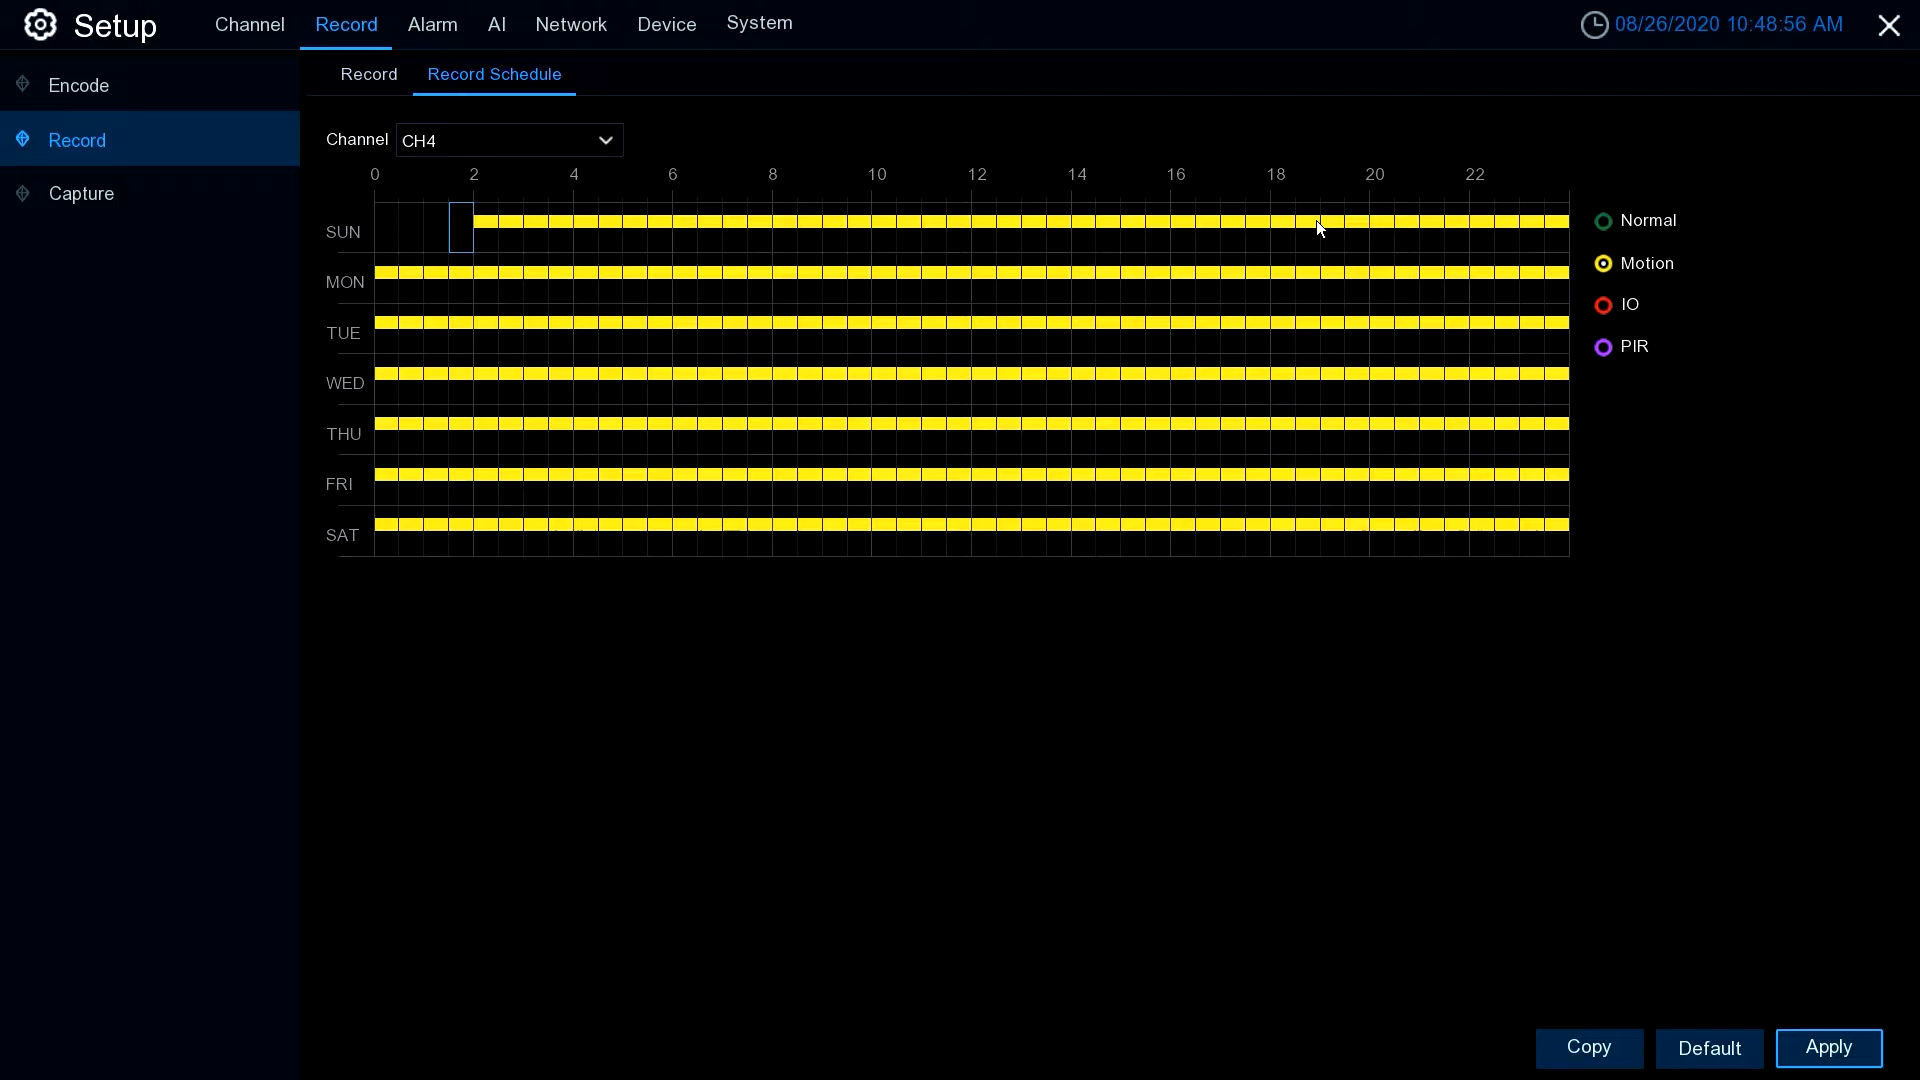 Setup Channel Record Alarm AI Network Device System 08/26/2020 10:48:56 AM
Record Record Schedule
Encode
Record
Capture
Channel CH4
0 2 4 6 8 10 12 14 16 18 20 22
SUN
MON
TUE
WED
THU
FRI
SAT
Normal
Motion
IO
PIR
Copy Default Apply